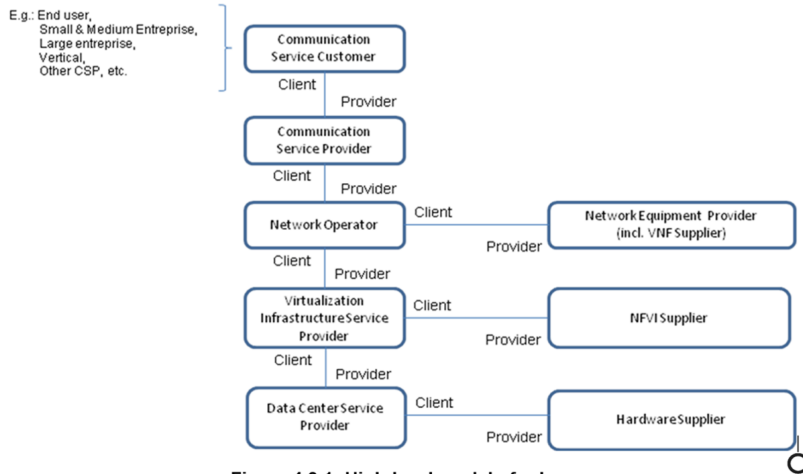 E.g.: End user,
Small & Medium Entreprise,
Large entreprise,
Vertical,
Other CSP, etc.
Communication
Service Customer
Client
Provider
Communication
Service Provider
Client
Provider
Network Operator
Client
Provider
Network Equipment Provider
(incl. VNF Supplier)
Client
Provider
Virtualization
Infrastructure Service
Provider
Client
Provider
NFVI Supplier
Client
Provider
Data Center Service
Provider
Client
Provider
Hardware Supplier